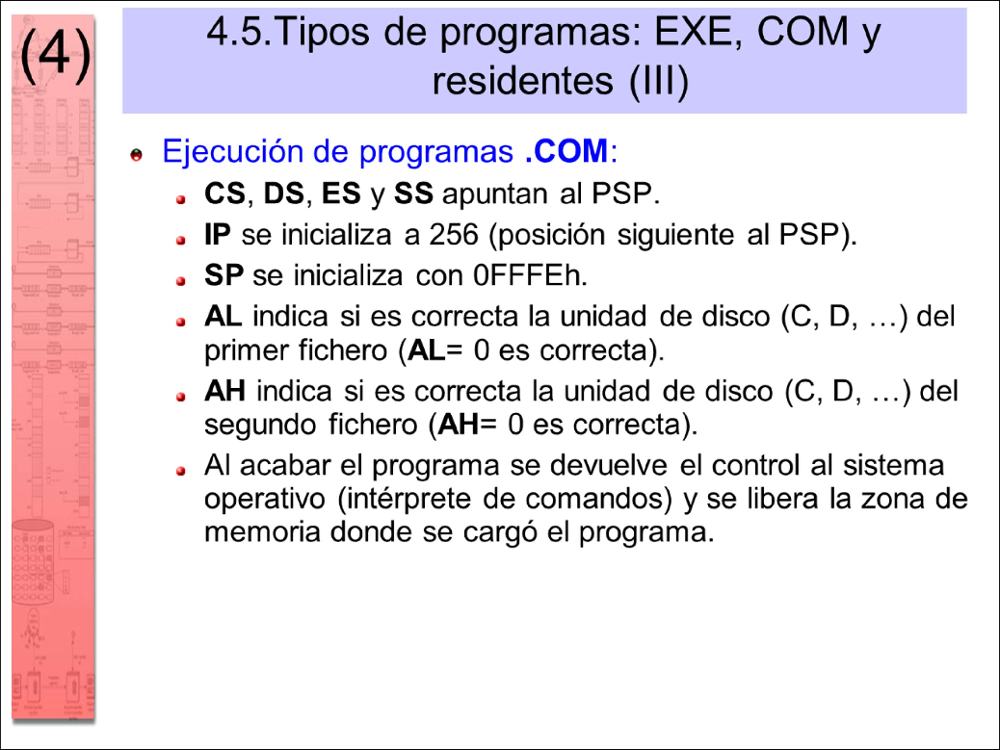 (4)
4.5.Tipos de programas: EXE, COM y
residentes (III)
Ejecución de programas .COM:
CS, DS, ES y SS apuntan al PSP.
IP se inicializa a 256 (posición siguiente al PSP).
SP se inicializa con 0FFFEh.
AL indica si es correcta la unidad de disco (C, D, …) del
primer fichero (AL= 0 es correcta).
AH indica si es correcta la unidad de disco (C, D, …) del
segundo fichero (AH= 0 es correcta).
Al acabar el programa se devuelve el control al sistema
operativo (intérprete de comandos) y se libera la zona de
memoria donde se cargó el programa.